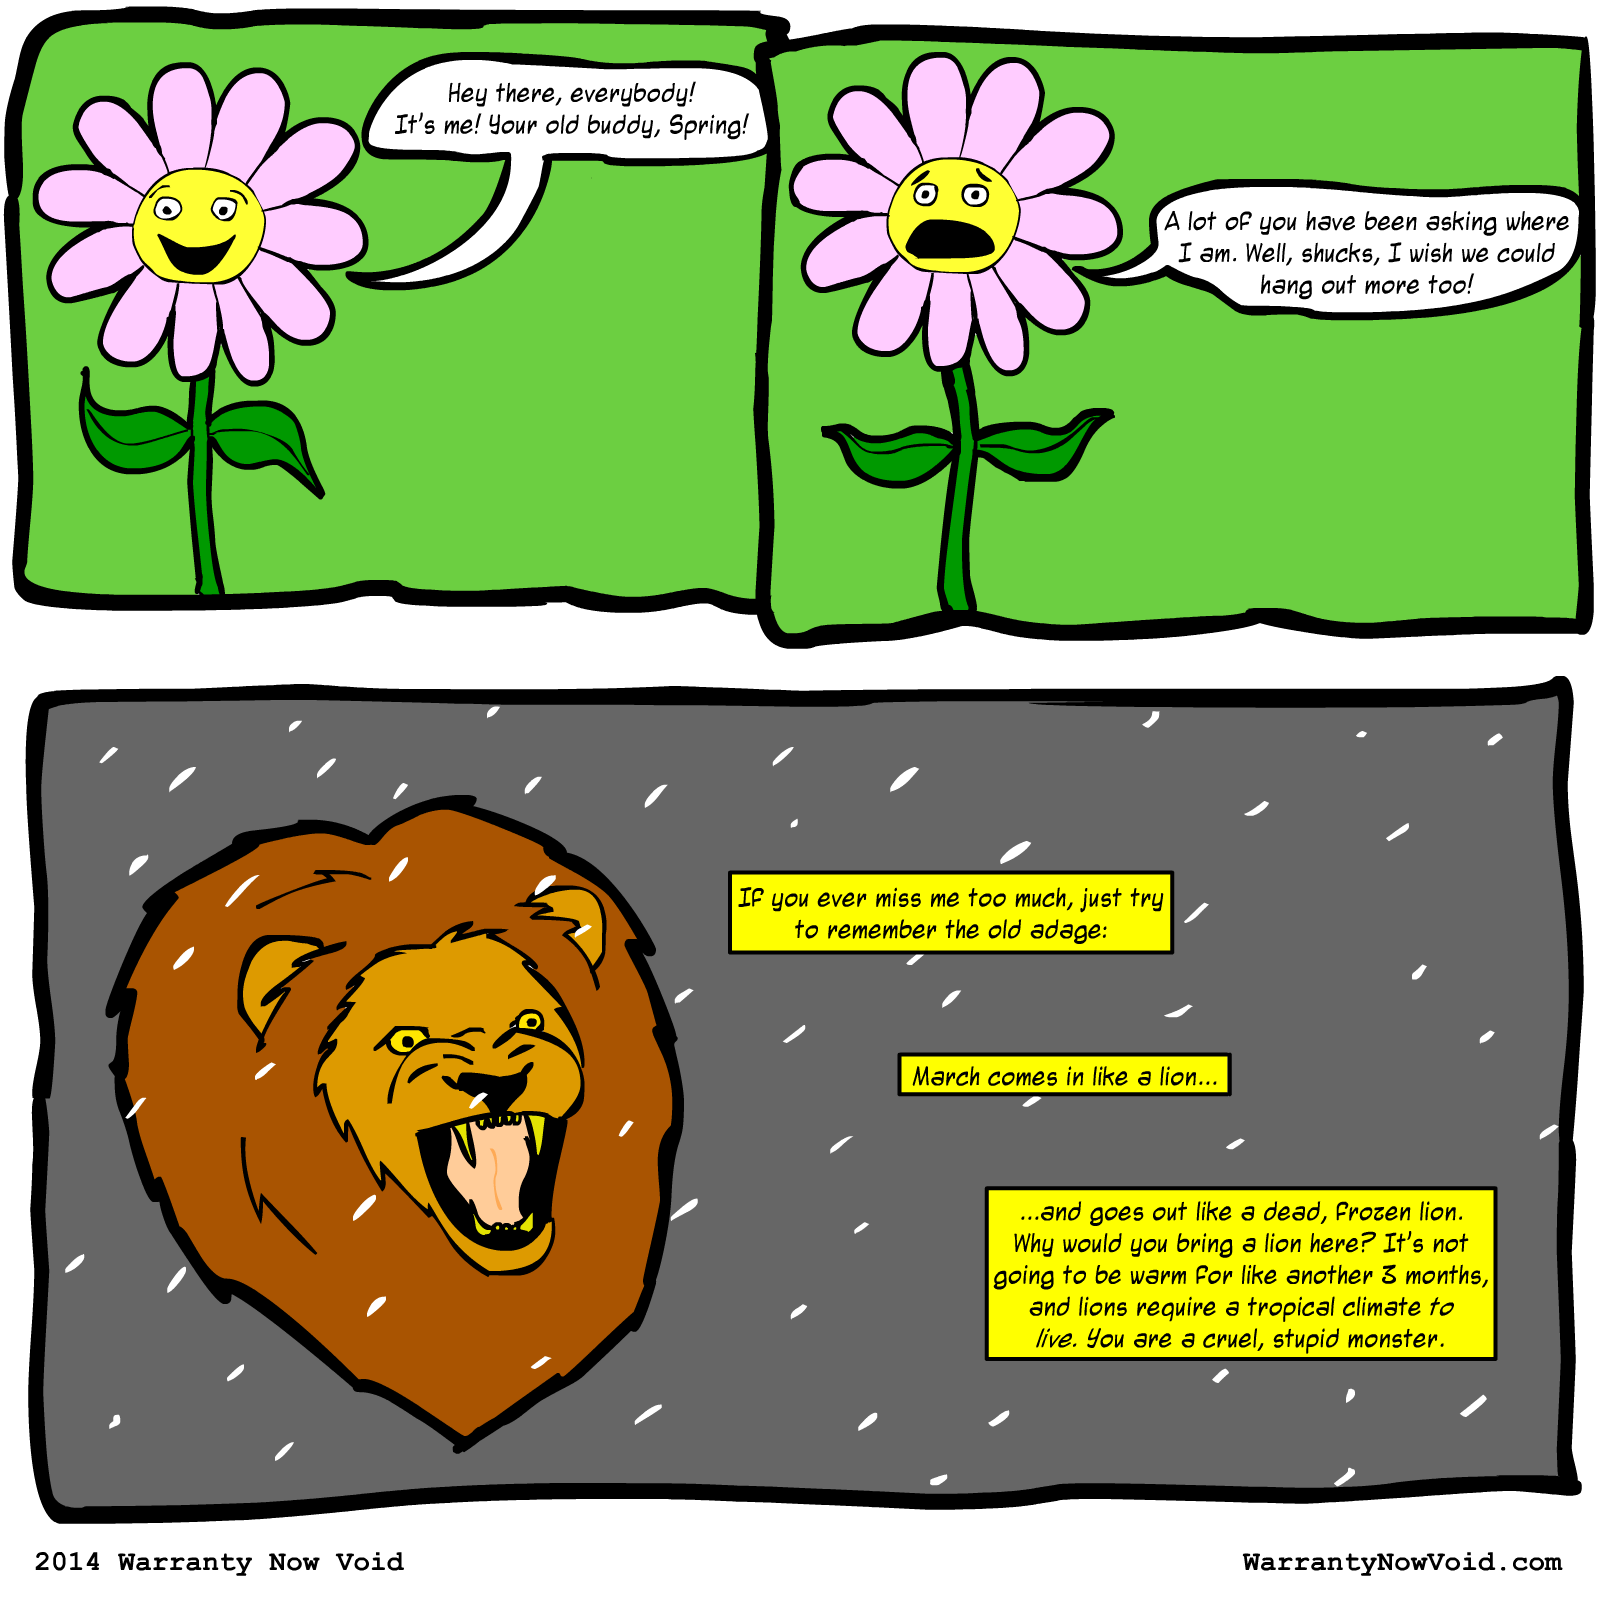 Hey there, everybody!
It's me! Your old buddy, Spring!
A lot of you have been asking where
I am. Well, shucks, I wish we could
hang out more too!
If you ever miss me too much, just try
to remember the old adage:
March comes in like a lion...
...and goes out like a dead, frozen lion.
Why would you bring a lion here? It's not
going to be warm for like another 3 months,
and lions require a tropical climate to
live. You are a cruel, stupid monster.
2014 Warranty Now Void
WarrantyNowVoid.com